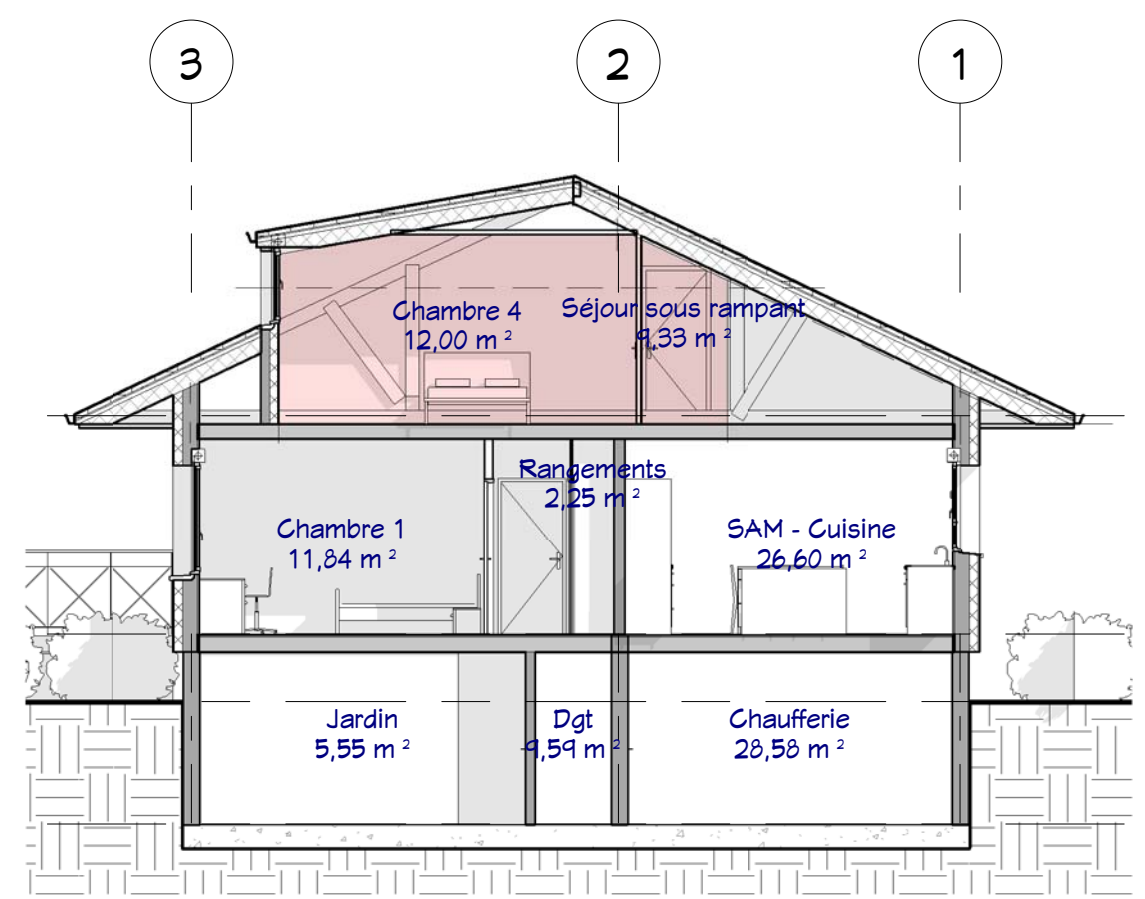 3
2
1
Chambre 4
12,00 m ²
Séjour sous rampant
9,33 m ²
Rangements
2,25 m ²
Chambre 1
11,84 m ²
SAM - Cuisine
26,60 m ²
Jardin
5,55 m ²
Dgt
9,59 m ²
Chaufferie
28,58 m ²